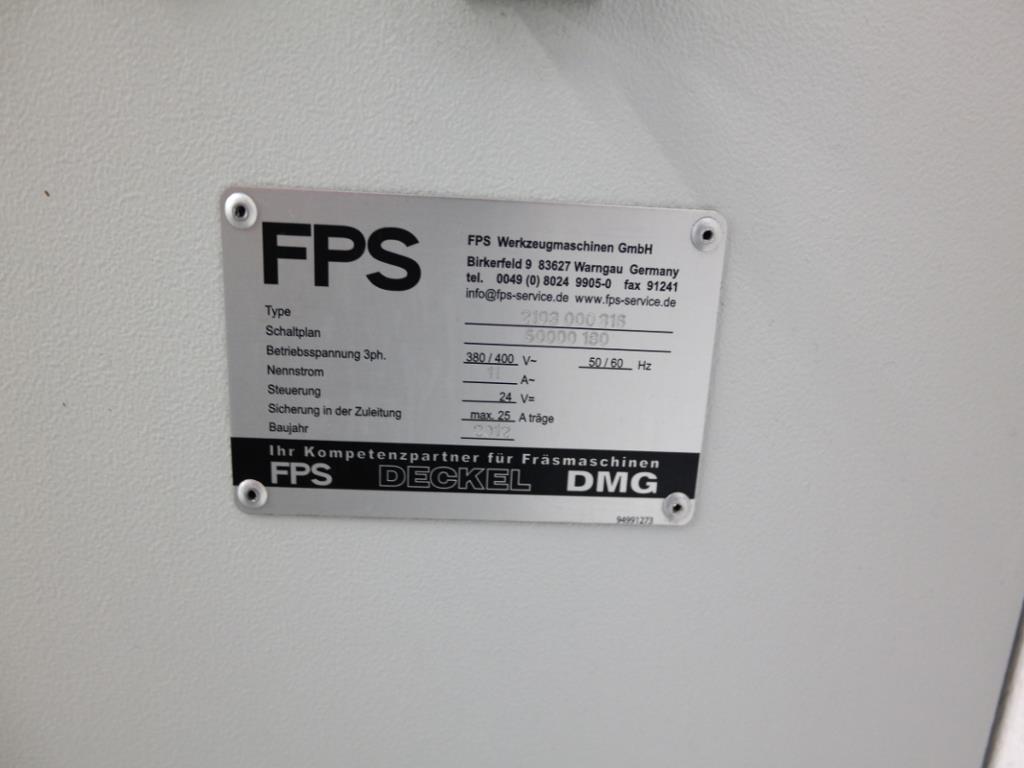 FPS
FPS Werkzeugmaschinen GmbH
Birkerfeld 9 83627 Warngau Germany
tel. 0049 (0) 8024 9905-0 fax 91241
info@fps-service.de www.fps-service.de
Type 2103 000 316
Schaltplan 50000 180
Betriebsspannung 3ph. 380 / 400 V~ 50 / 60 Hz
Nennstrom 11 A~
Steuerung 24 V=
Sicherung in der Zuleitung max. 25 A träge
Baujahr 2012
Ihr Kompetenzpartner für Fräsmaschinen
FPS DECKEL DMG
94991273